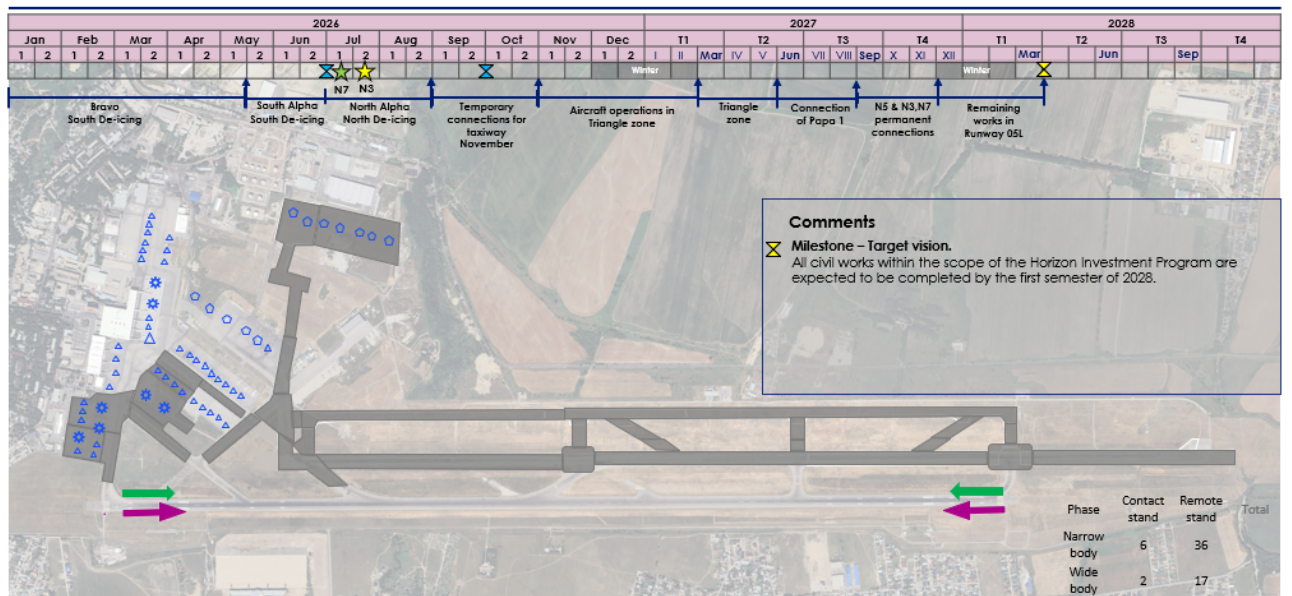 2026 2027 2028
Jan Feb Mar Apr May Jun Jul Aug Sep Oct Nov Dec T1 T2 T3 T4 T1 T2 T3 T4
1 2 1 2 1 2 1 2 1 2 1 2 1 2 1 2 1 2 1 2 1 2 1 2 I II Mar IV V Jun VII VIII Sep X XI XII Mar Jun Sep
Winter Winter
N7 N3
Bravo
South De-icing
South Alpha
South De-icing
North Alpha
North De-icing
Temporary
connections for
taxiway
November
Aircraft operations in
Triangle zone
Triangle
zone
Connection
of Papa 1
N5 & N3,N7
permanent
connections
Remaining
works in
Runway 05L
Comments
Milestone – Target vision.
All civil works within the scope of the Horizon Investment Program are
expected to be completed by the first semester of 2028.
Phase Contact stand Remote stand Total
Narrow body 6 36
Wide body 2 17